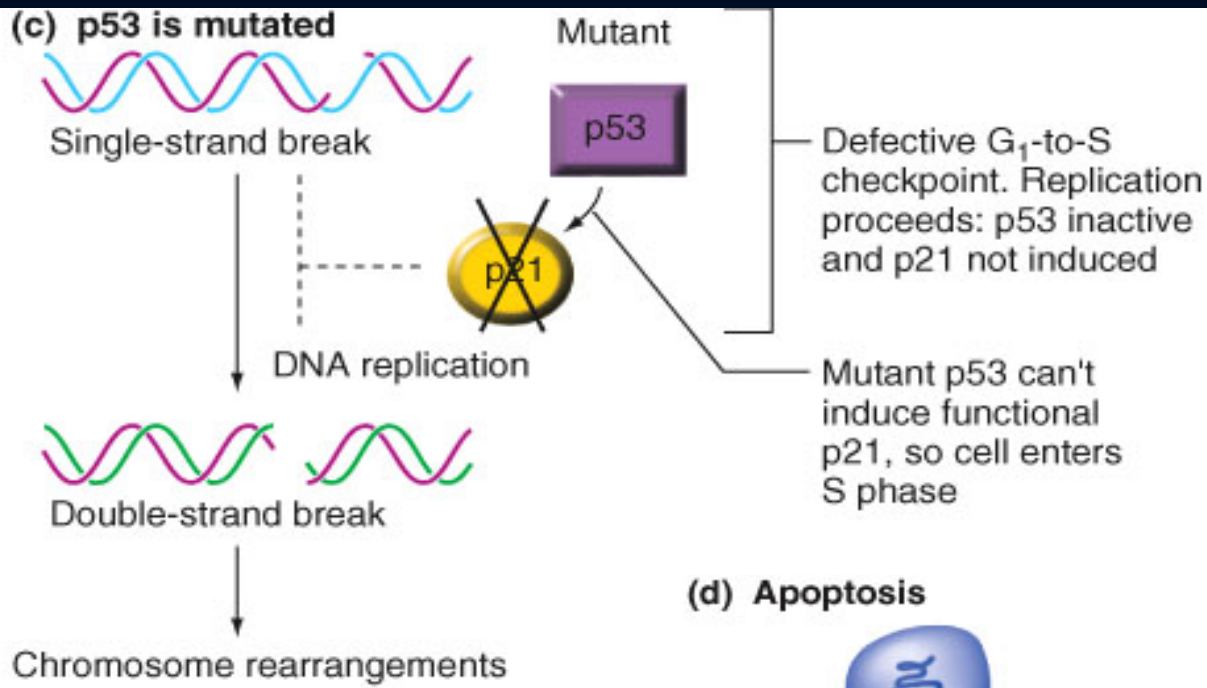 (c) p53 is mutated
Mutant
p53
Single-strand break
Defective G₁-to-S
checkpoint. Replication
proceeds: p53 inactive
and p21 not induced
p21
DNA replication
Mutant p53 can't
induce functional
p21, so cell enters
S phase
Double-strand break
(d) Apoptosis
Chromosome rearrangements